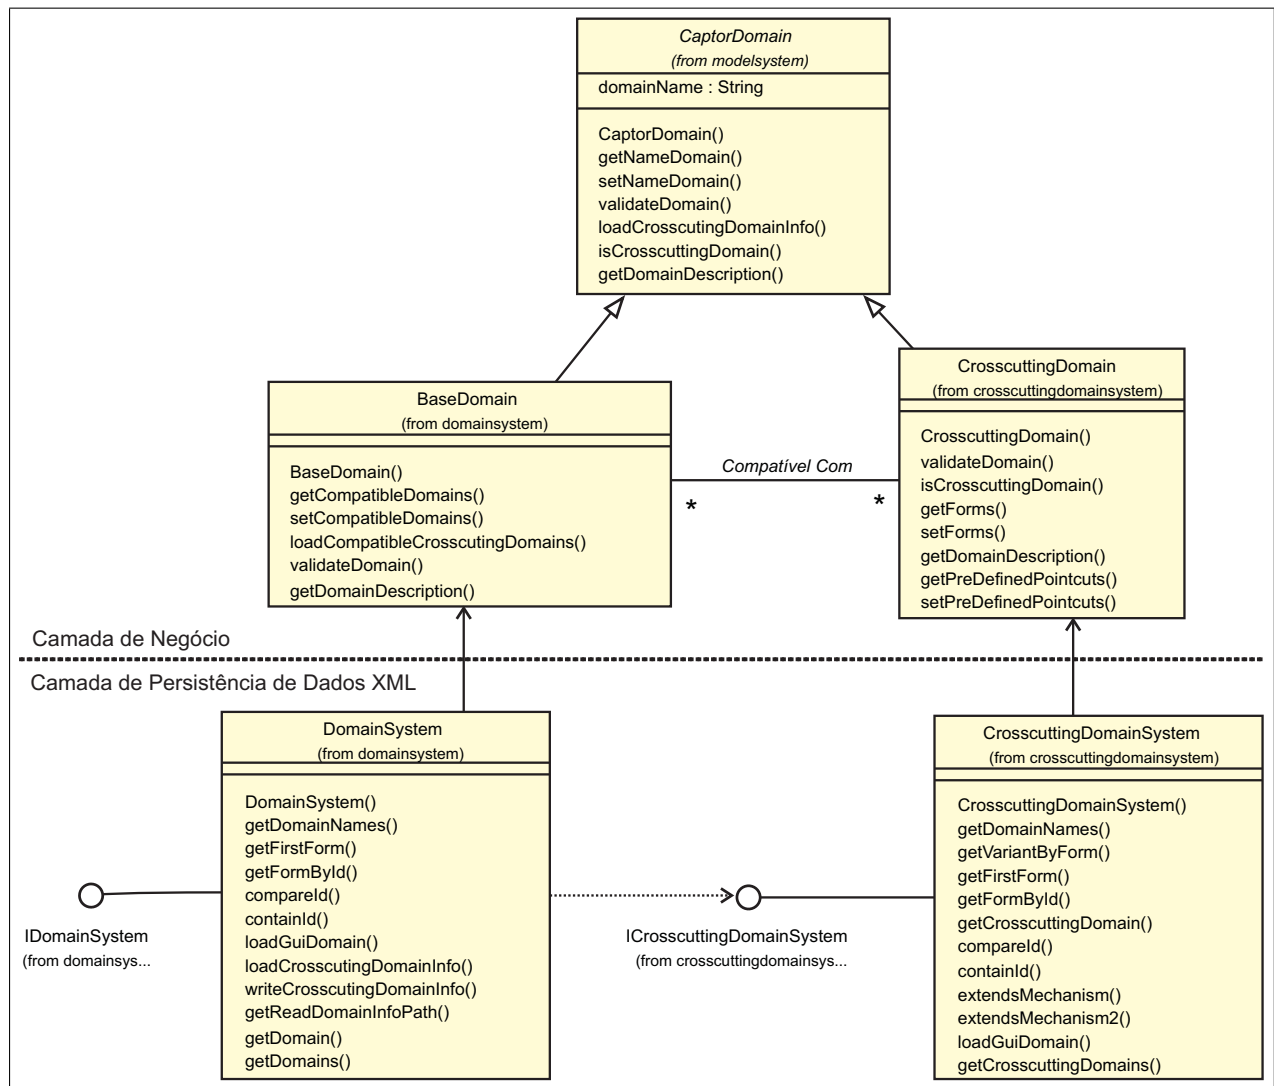 CaptorDomain
(from modelsystem)
domainName : String
CaptorDomain()
getNameDomain()
setNameDomain()
validateDomain()
loadCrosscutingDomainInfo()
isCrosscuttingDomain()
getDomainDescription()
BaseDomain
(from domainsystem)
BaseDomain()
getCompatibleDomains()
setCompatibleDomains()
loadCompatibleCrosscutingDomains()
validateDomain()
getDomainDescription()
Compatível Com
*
*
CrosscuttingDomain
(from crosscuttingdomainsystem)
CrosscuttingDomain()
validateDomain()
isCrosscuttingDomain()
getForms()
setForms()
getDomainDescription()
getPreDefinedPointcuts()
setPreDefinedPointcuts()
Camada de Negócio
Camada de Persistência de Dados XML
DomainSystem
(from domainsystem)
DomainSystem()
getDomainNames()
getFirstForm()
getFormById()
compareId()
containId()
loadGuiDomain()
loadCrosscutingDomainInfo()
writeCrosscutingDomainInfo()
getReadDomainInfoPath()
getDomain()
getDomains()
IDomainSystem
(from domainsys...
ICrosscuttingDomainSystem
(from crosscuttingdomainsys...
CrosscuttingDomainSystem
(from crosscuttingdomainsystem)
CrosscuttingDomainSystem()
getDomainNames()
getVariantByForm()
getFirstForm()
getFormById()
getCrosscuttingDomain()
compareId()
containId()
extendsMechanism()
extendsMechanism2()
loadGuiDomain()
getCrosscuttingDomains()